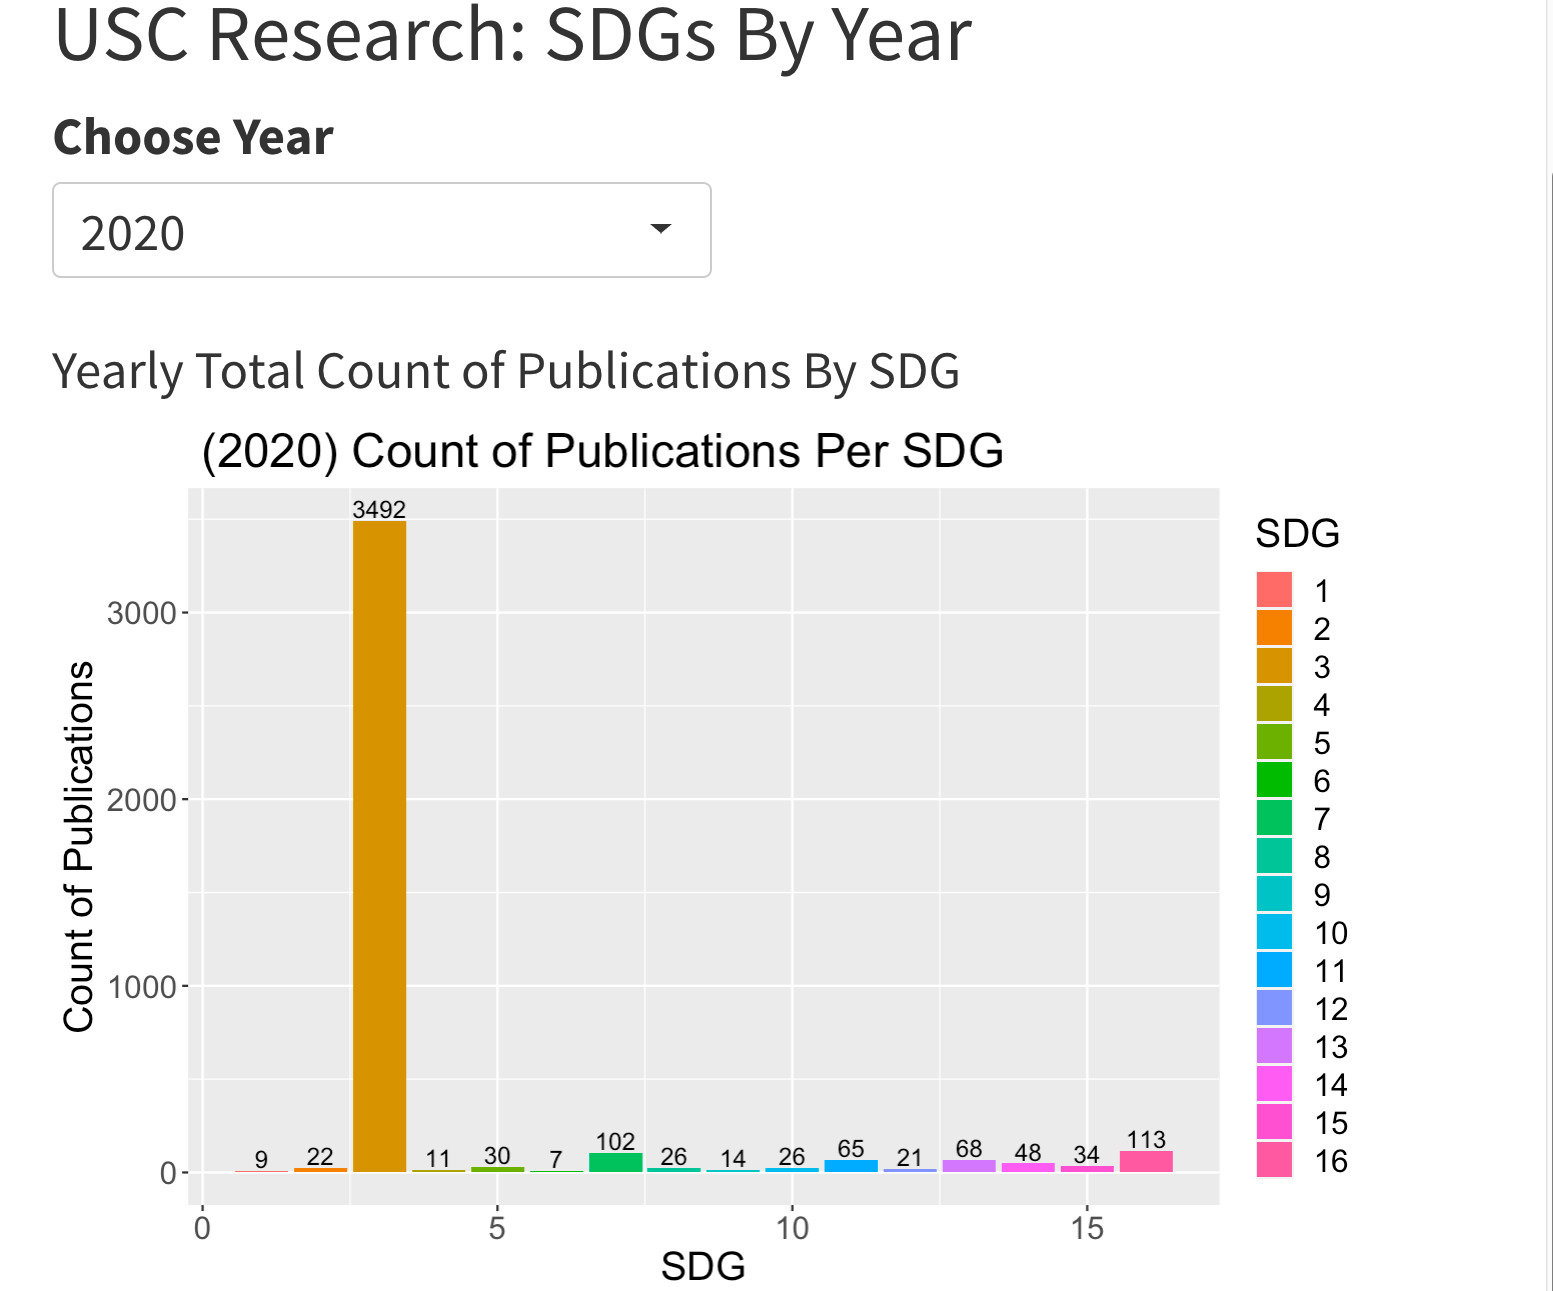 USC Research: SDGs By Year
Choose Year
2020
Yearly Total Count of Publications By SDG
(2020) Count of Publications Per SDG
Count of Publications
3000
2000
1000
0
3492
9 22 11 30 7 102 26 14 26 65 21 68 48 34 113
0 5 10 15
SDG
SDG
1
2
3
4
5
6
7
8
9
10
11
12
13
14
15
16